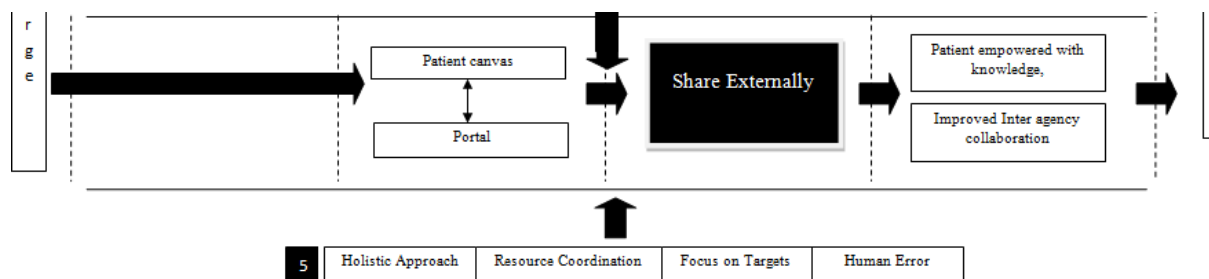 r
g
e
Patient canvas
Portal
Share Externally
Patient empowered with
knowledge,
Improved Inter agency
collaboration
5 Holistic Approach Resource Coordination Focus on Targets Human Error